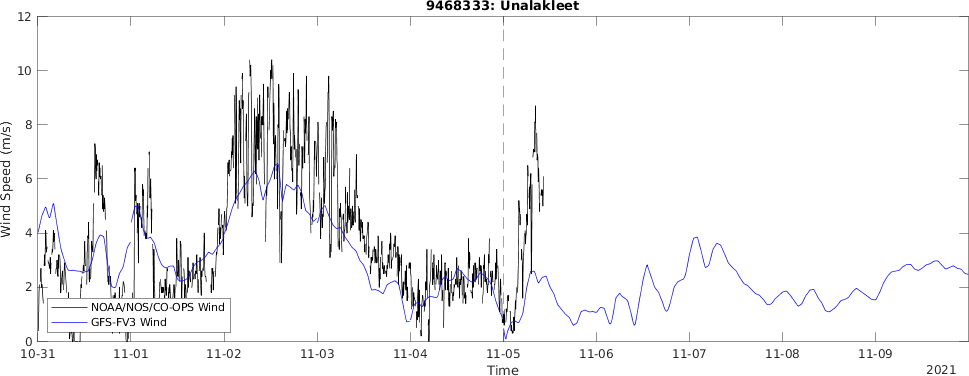 9468333: Unalakleet
12
10
8
6
4
2
0
Wind Speed (m/s)
NOAA/NOS/CO-OPS Wind
GFS-FV3 Wind
10-31 11-01 11-02 11-03 11-04 11-05 11-06 11-07 11-08 11-09
Time
2021